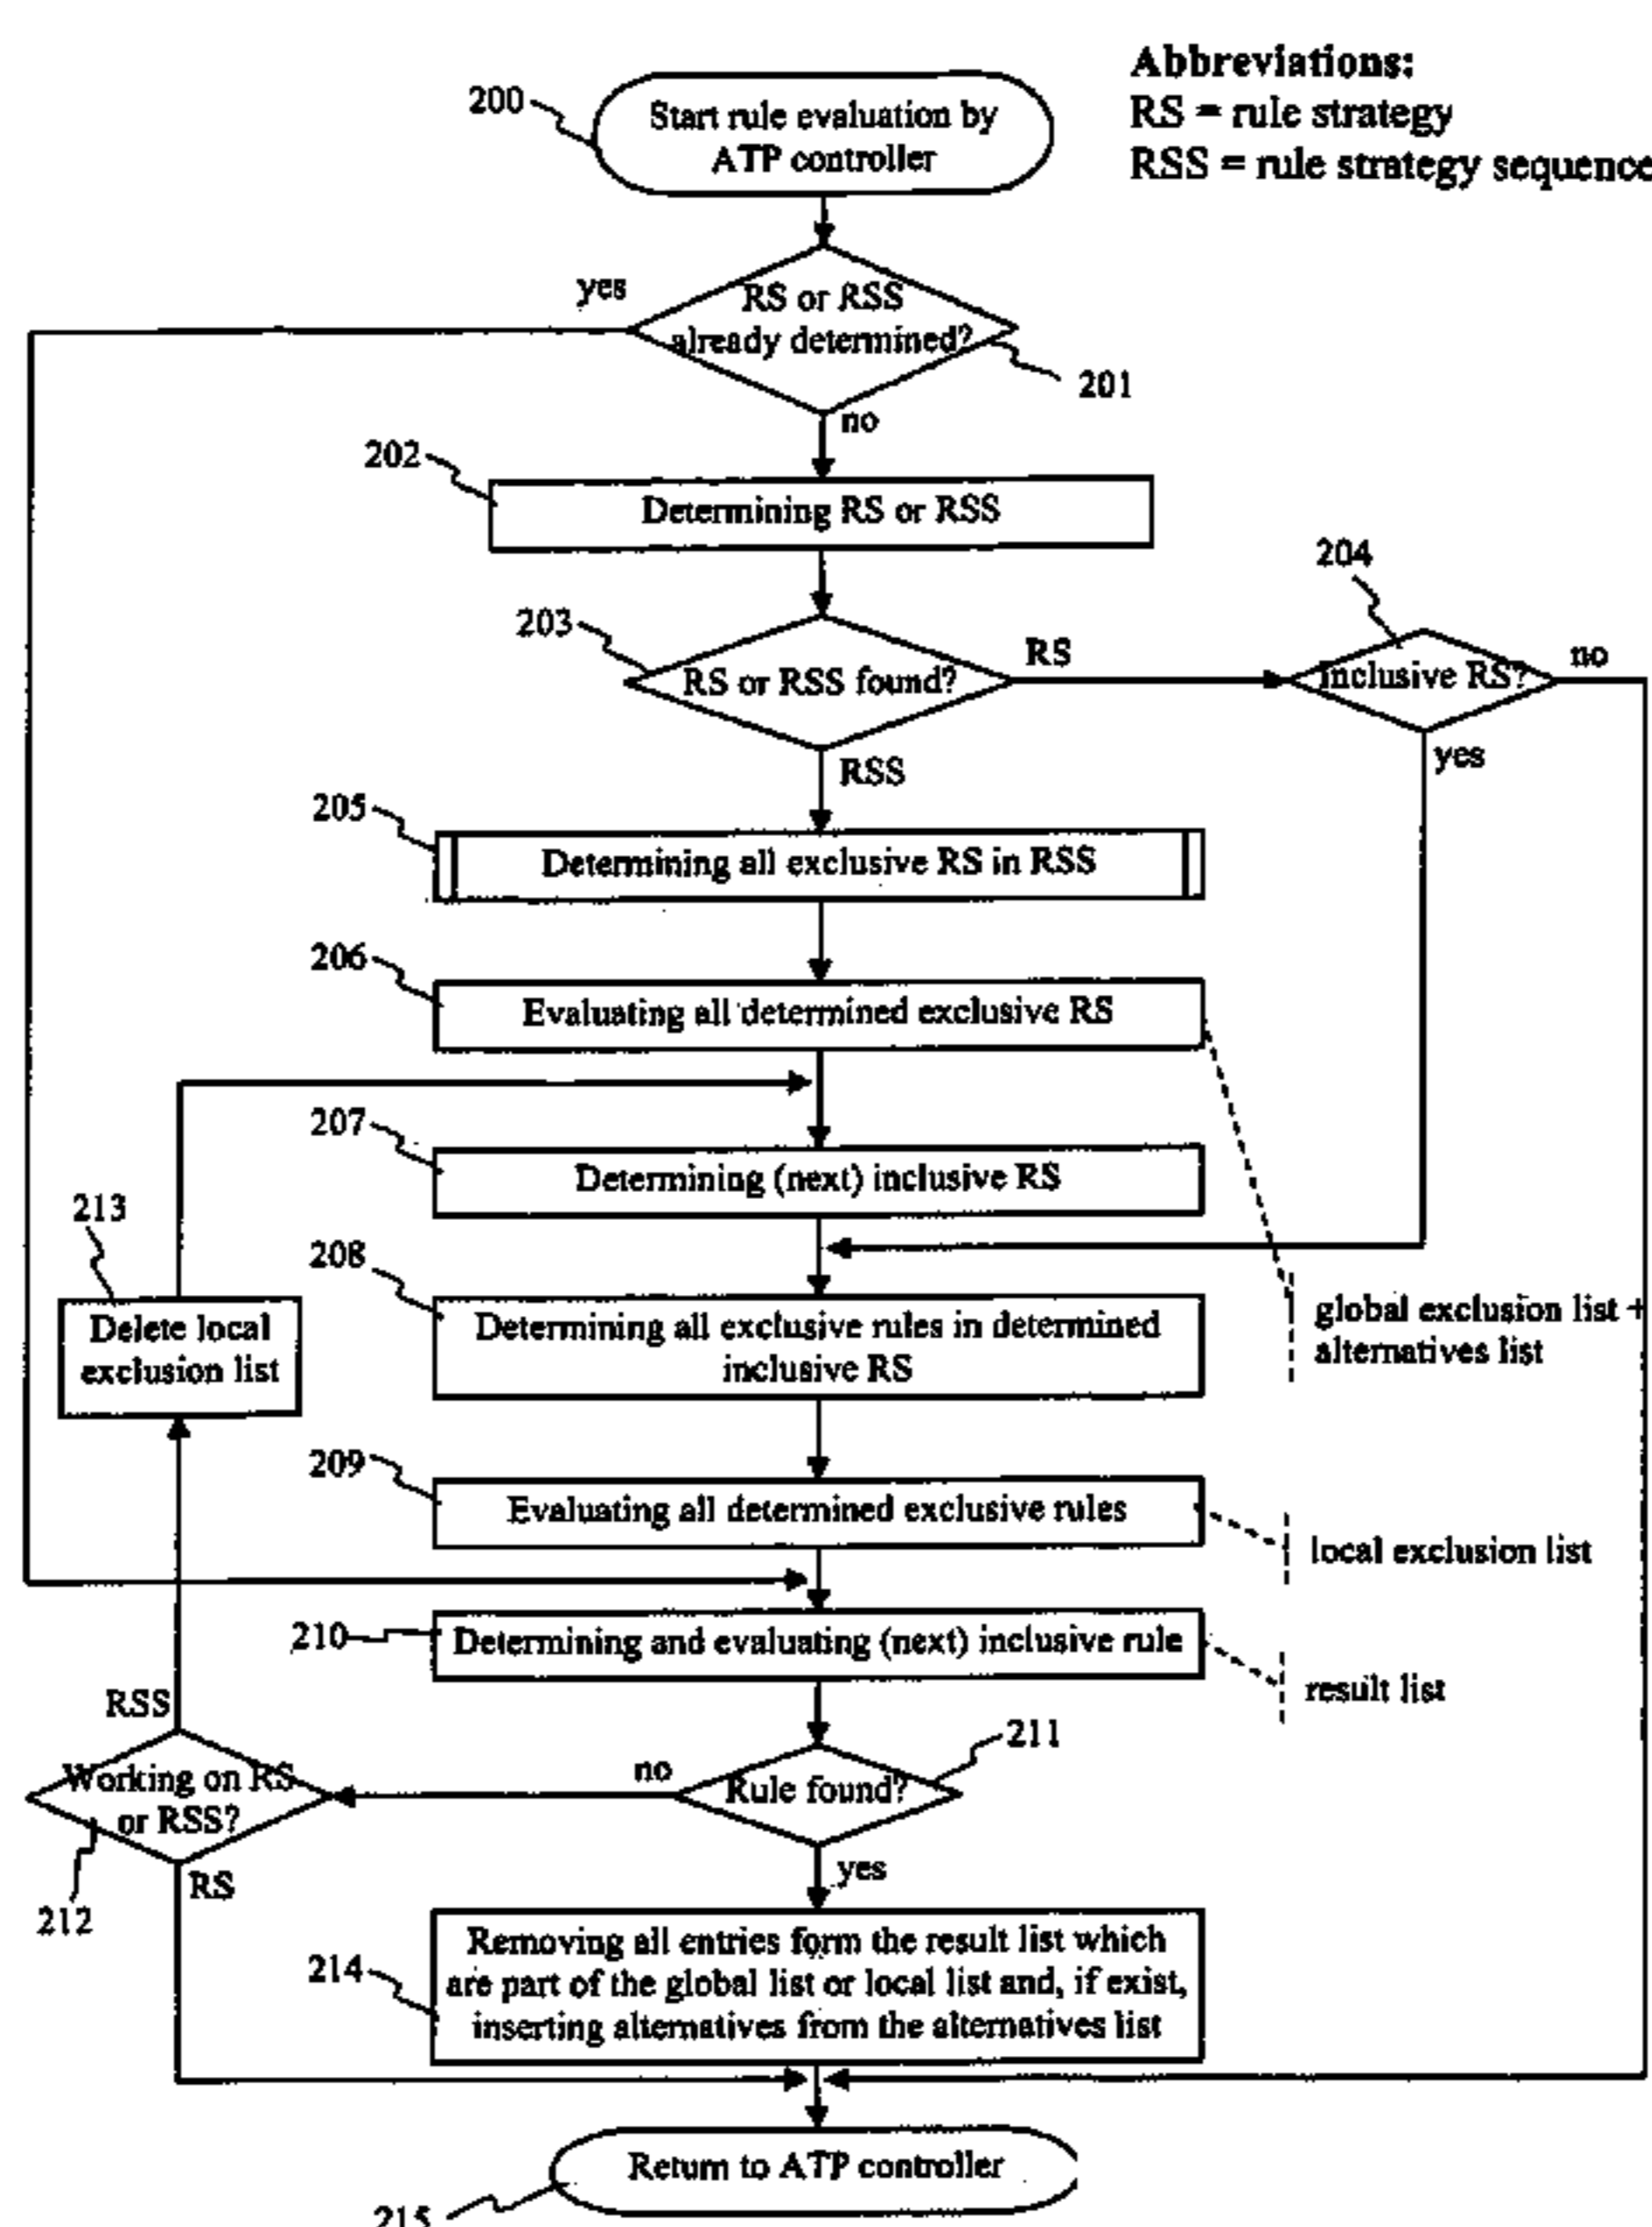 Abbreviations:
RS = rule strategy
RSS = rule strategy sequence
200
Start rule evaluation by
ATP controller
yes
RS or RSS
already determined?
201
no
202
Determining RS or RSS
204
203
RS or RSS found?
RS
Inclusive RS?
no
yes
RSS
205
Determining all exclusive RS in RSS
206
Evaluating all determined exclusive RS
207
Determining (next) inclusive RS
213
208
Delete local
exclusion list
Determining all exclusive rules in determined
inclusive RS
global exclusion list +
alternatives list
209
Evaluating all determined exclusive rules
local exclusion list
210
Determining and evaluating (next) inclusive rule
result list
RSS
211
Working on RS
or RSS?
no
Rule found?
yes
RS
212
214
Removing all entries form the result list which
are part of the global list or local list and, if exist,
inserting alternatives from the alternatives list
Return to ATP controller
215